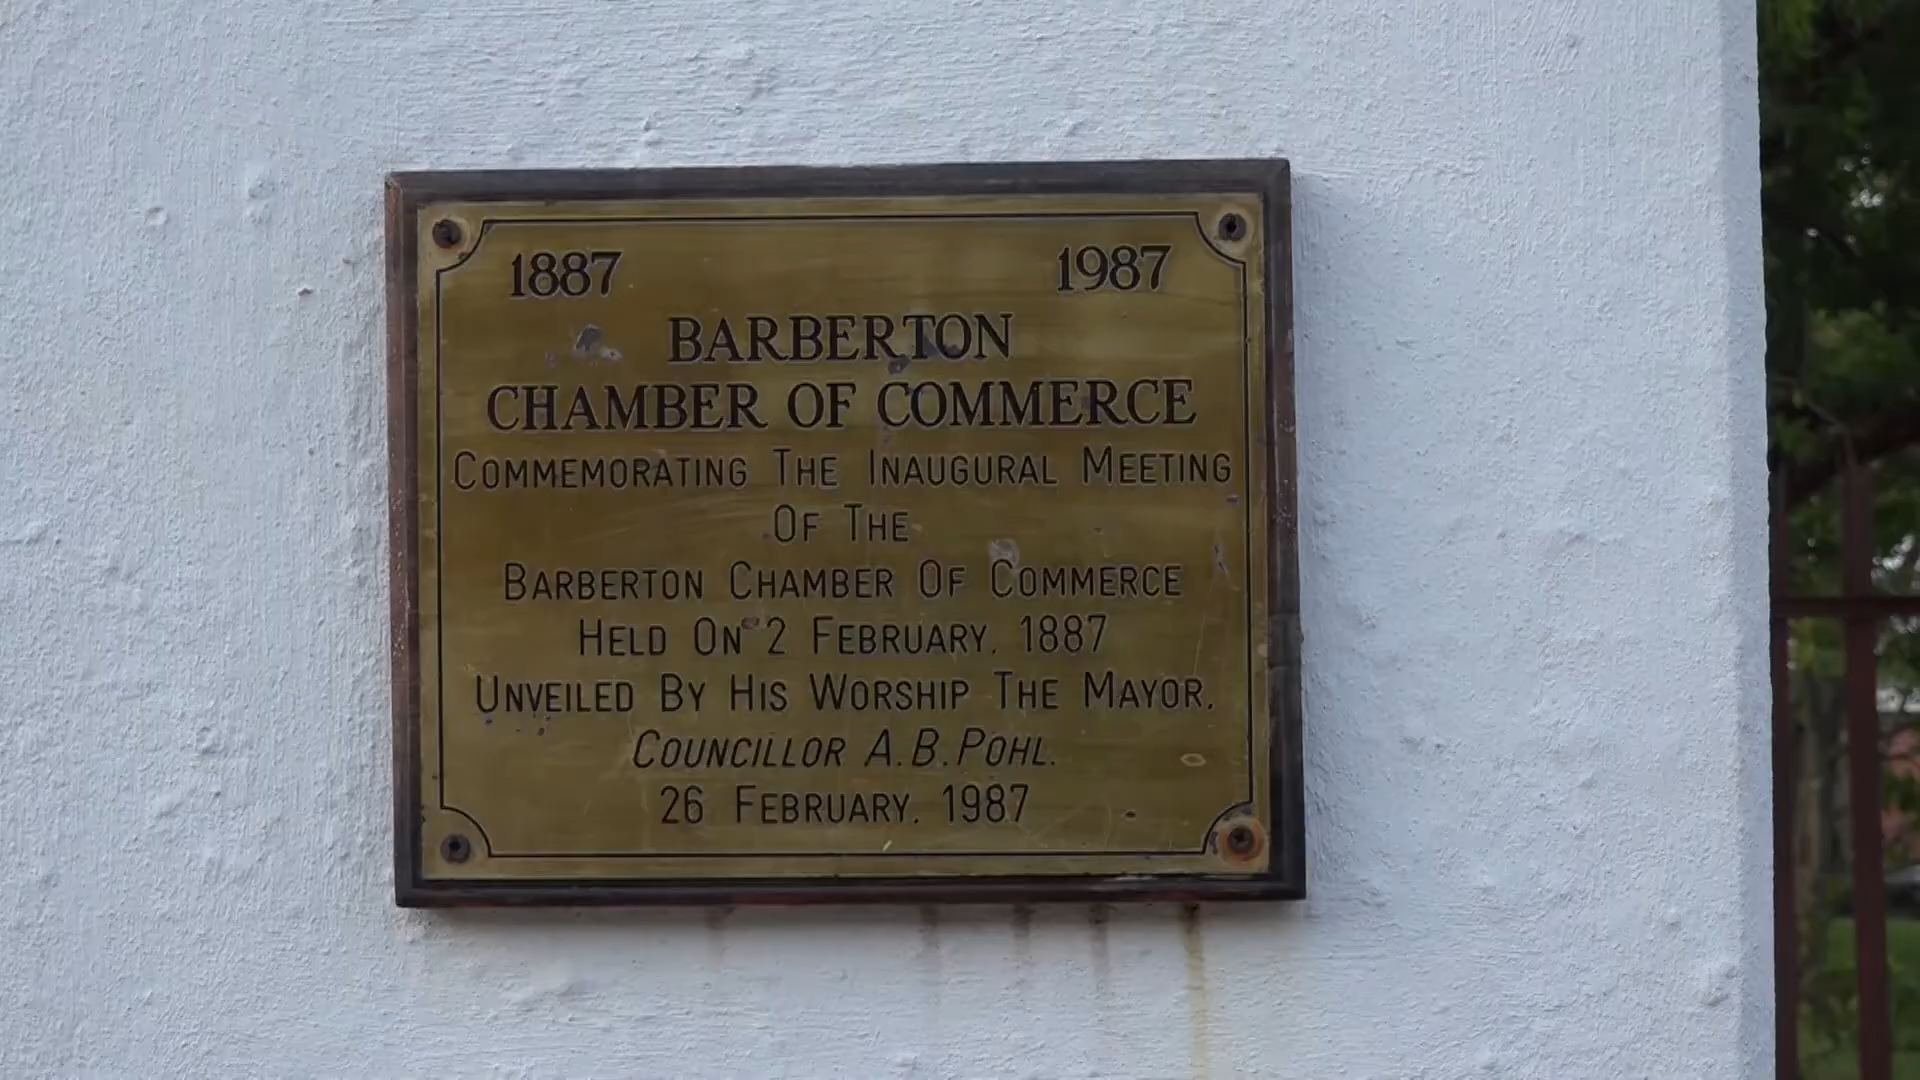 1887 1987
BARBERTON
CHAMBER OF COMMERCE
COMMEMORATING THE INAUGURAL MEETING
OF THE
BARBERTON CHAMBER OF COMMERCE
HELD ON 2 FEBRUARY, 1887
UNVEILED BY HIS WORSHIP THE MAYOR,
COUNCILLOR A.B.POHL.
26 FEBRUARY, 1987